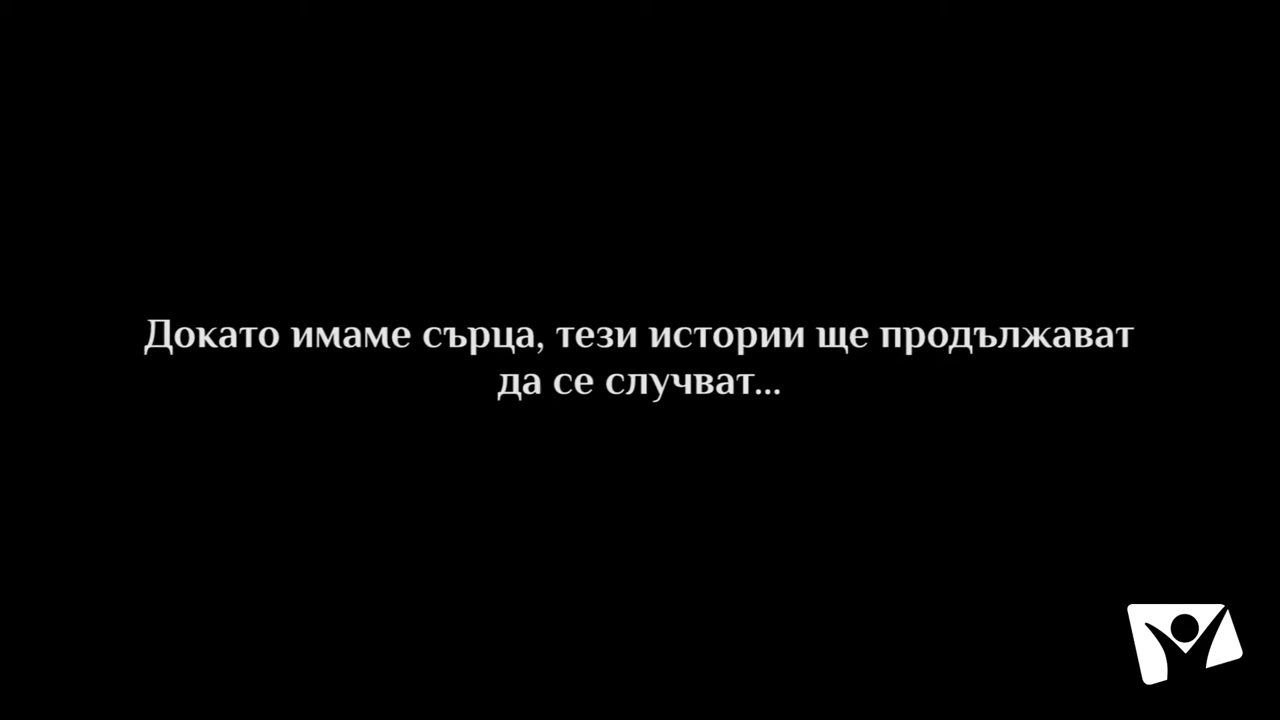 Докато имаме сърца, тези истории ще продължават
да се случват...